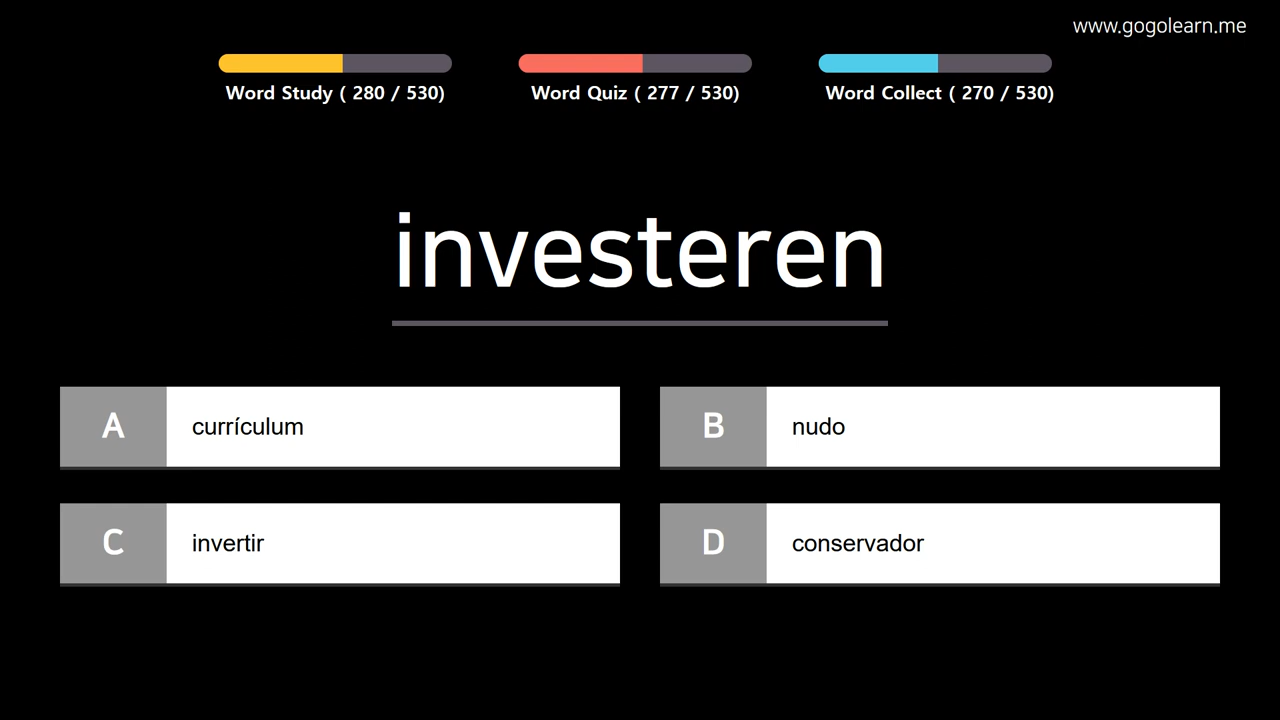 www.gogolearn.me
Word Study ( 280 / 530)
Word Quiz ( 277 / 530)
Word Collect ( 270 / 530)
investeren
A
currículum
B
nudo
C
invertir
D
conservador